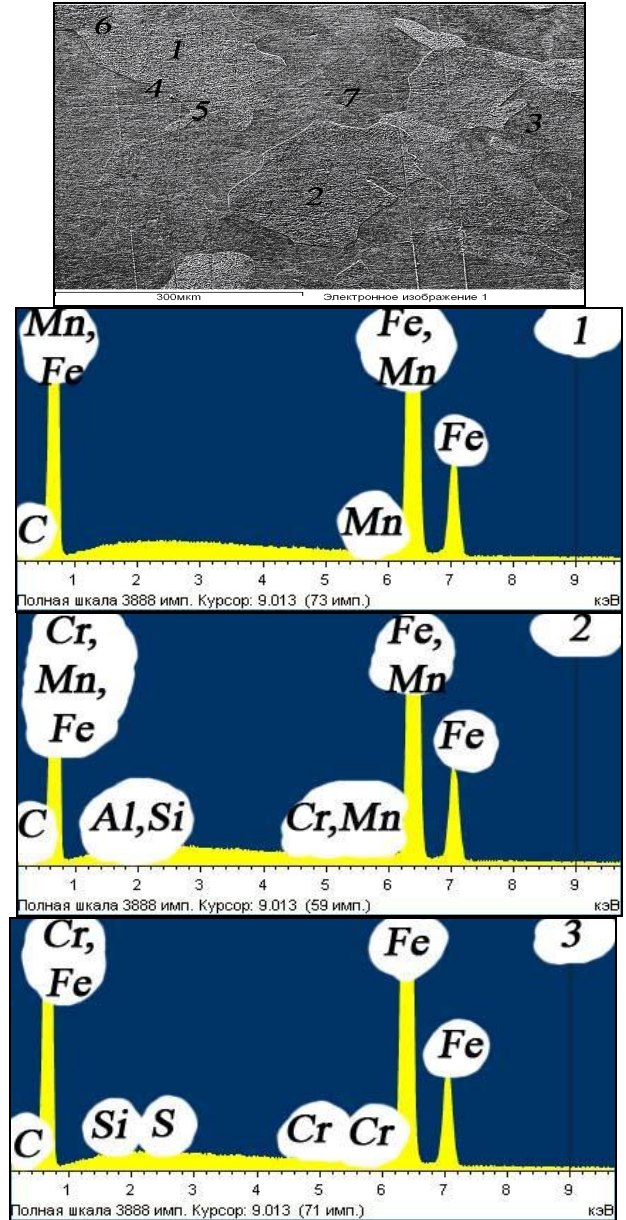 6
1
4
5
7
3
2
300мкm Электронное изображение 1
Mn,
Fe
Fe,
Mn
1
Fe
C
Mn
1 2 3 4 5 6 7 8 9
Полная шкала 3888 имп. Курсор: 9.013 (73 имп.) кэВ
Cr,
Mn,
Fe
Fe,
Mn
2
Fe
C
Al,Si
Cr,Mn
1 2 3 4 5 6 7 8 9
Полная шкала 3888 имп. Курсор: 9.013 (59 имп.) кэВ
Cr,
Fe
Fe
3
Fe
C
Si
S
Cr
Cr
1 2 3 4 5 6 7 8 9
Полная шкала 3888 имп. Курсор: 9.013 (71 имп.) кэВ